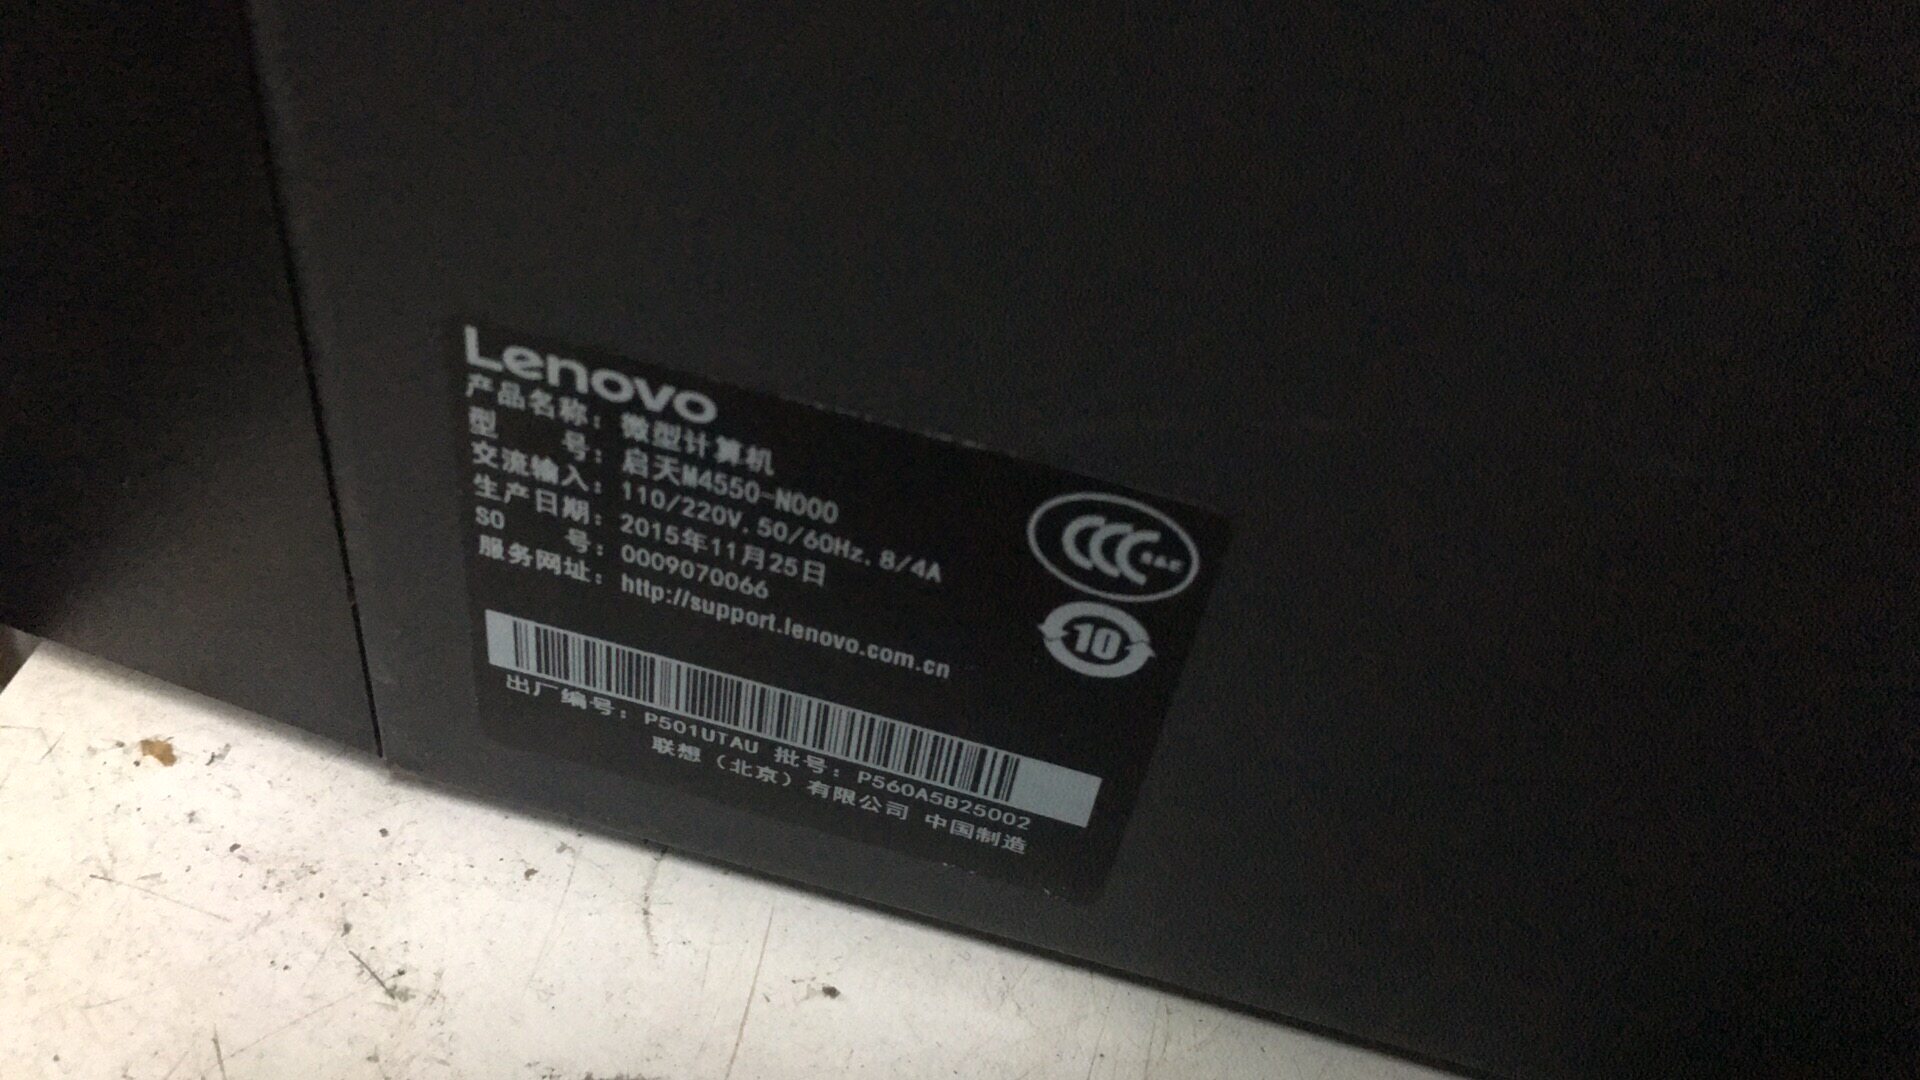 Lenovo
产品名称：微型计算机
型 号：启天M4550-N000
交流输入：110/220V,50/60Hz,8/4A
生产日期：2015年11月25日
SO 号：0009070066
服务网址：http://support.lenovo.com.cn
10
出厂编号：P501UTAU 批号：P560A5B25002
联想（北京）有限公司 中国制造